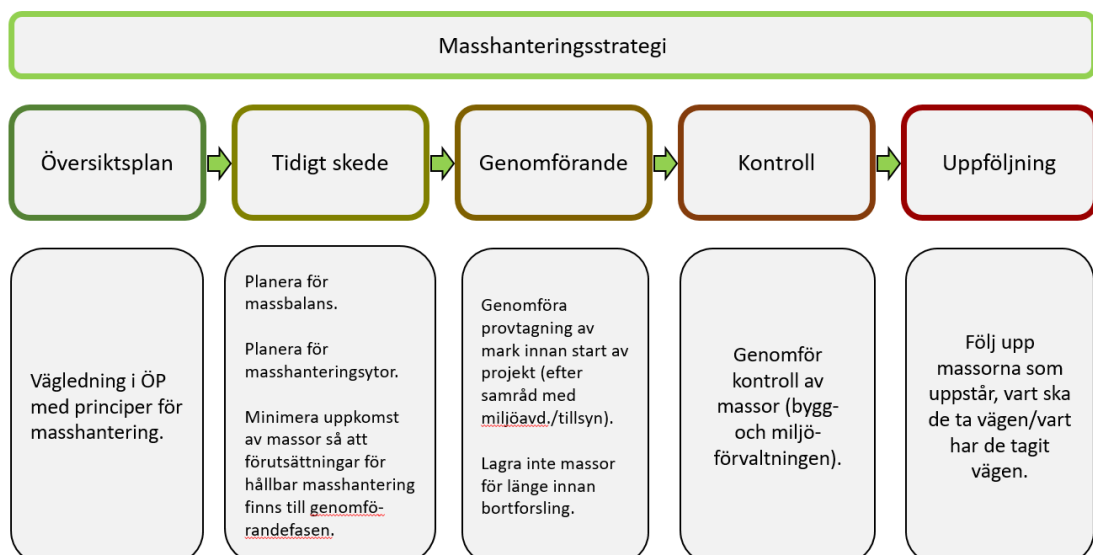 Masshanteringsstrategi
Översiktsplan
Tidigt skede
Genomförande
Kontroll
Uppföljning
Vägledning i ÖP
med principer för
masshantering.
Planera för
massbalans.
Planera för
masshanteringsytor.
Minimera uppkomst
av massor så att
förutsättningar för
hållbar masshantering
finns till genomfö-
randefasen.
Genomföra
provtagning av
mark innan start av
projekt (efter
samråd med
miljöavd./tillsyn).
Lagra inte massor
för länge innan
bortforsling.
Genomför
kontroll av
massor (bygg-
och miljö-
förvaltningen).
Följ upp
massorna som
uppstår, vart ska
de ta vägen/vart
har de tagit
vägen.